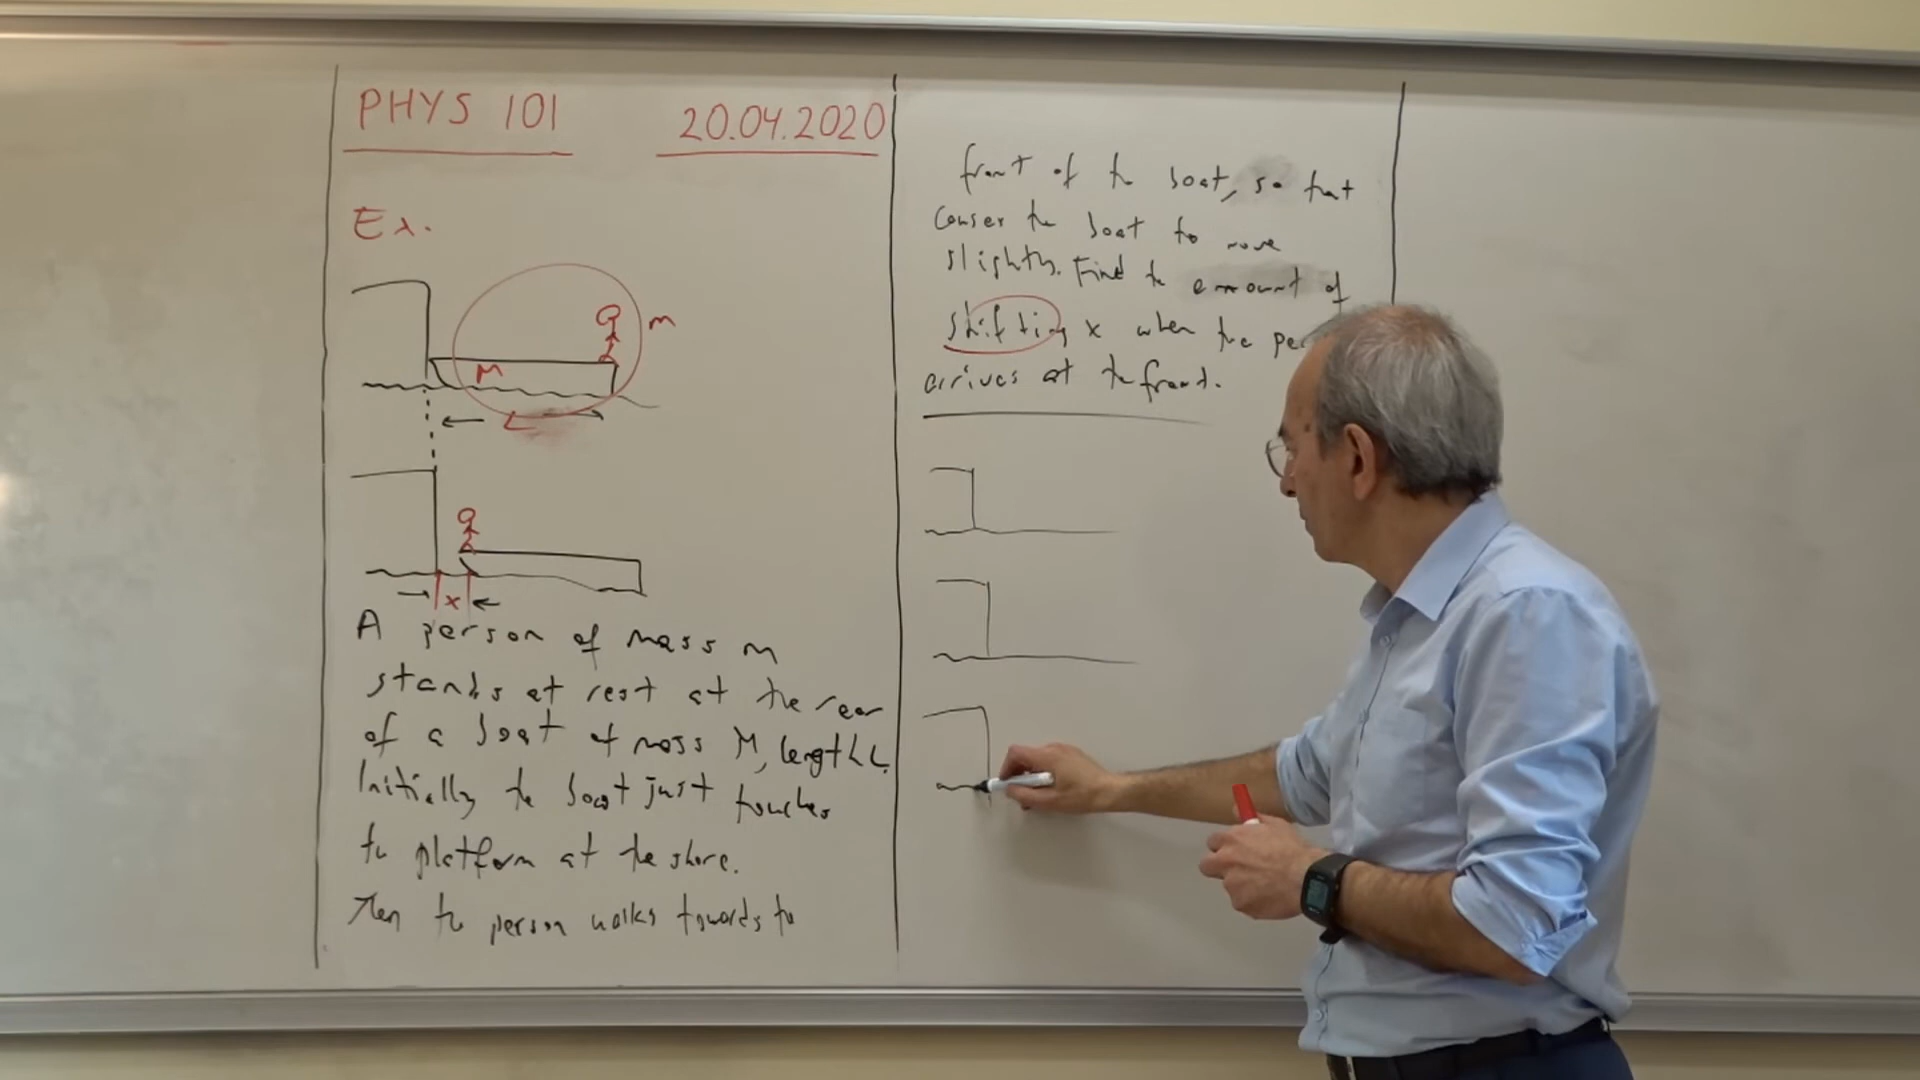 PHYS 101
20.04.2020
Ex.
m
M
L
x
A person of mass m
stands at rest at the rear
of a boat of mass M, length L.
Initially the boat just touches
the platform at the shore.
Then the person walks towards the
front of the boat, so that
causes the boat to move
slightly. Find the amount of
shifting x when the pe
arrives at the front.